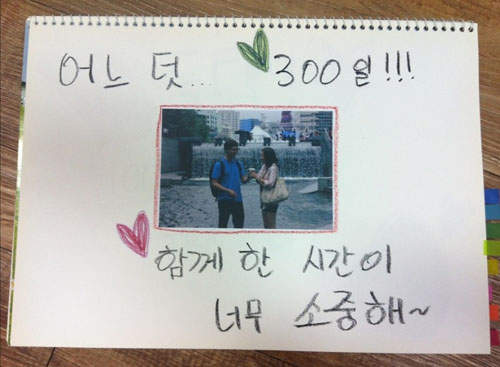 어느 덧... 300일!!!
함께 한 시간이
너무 소중해~